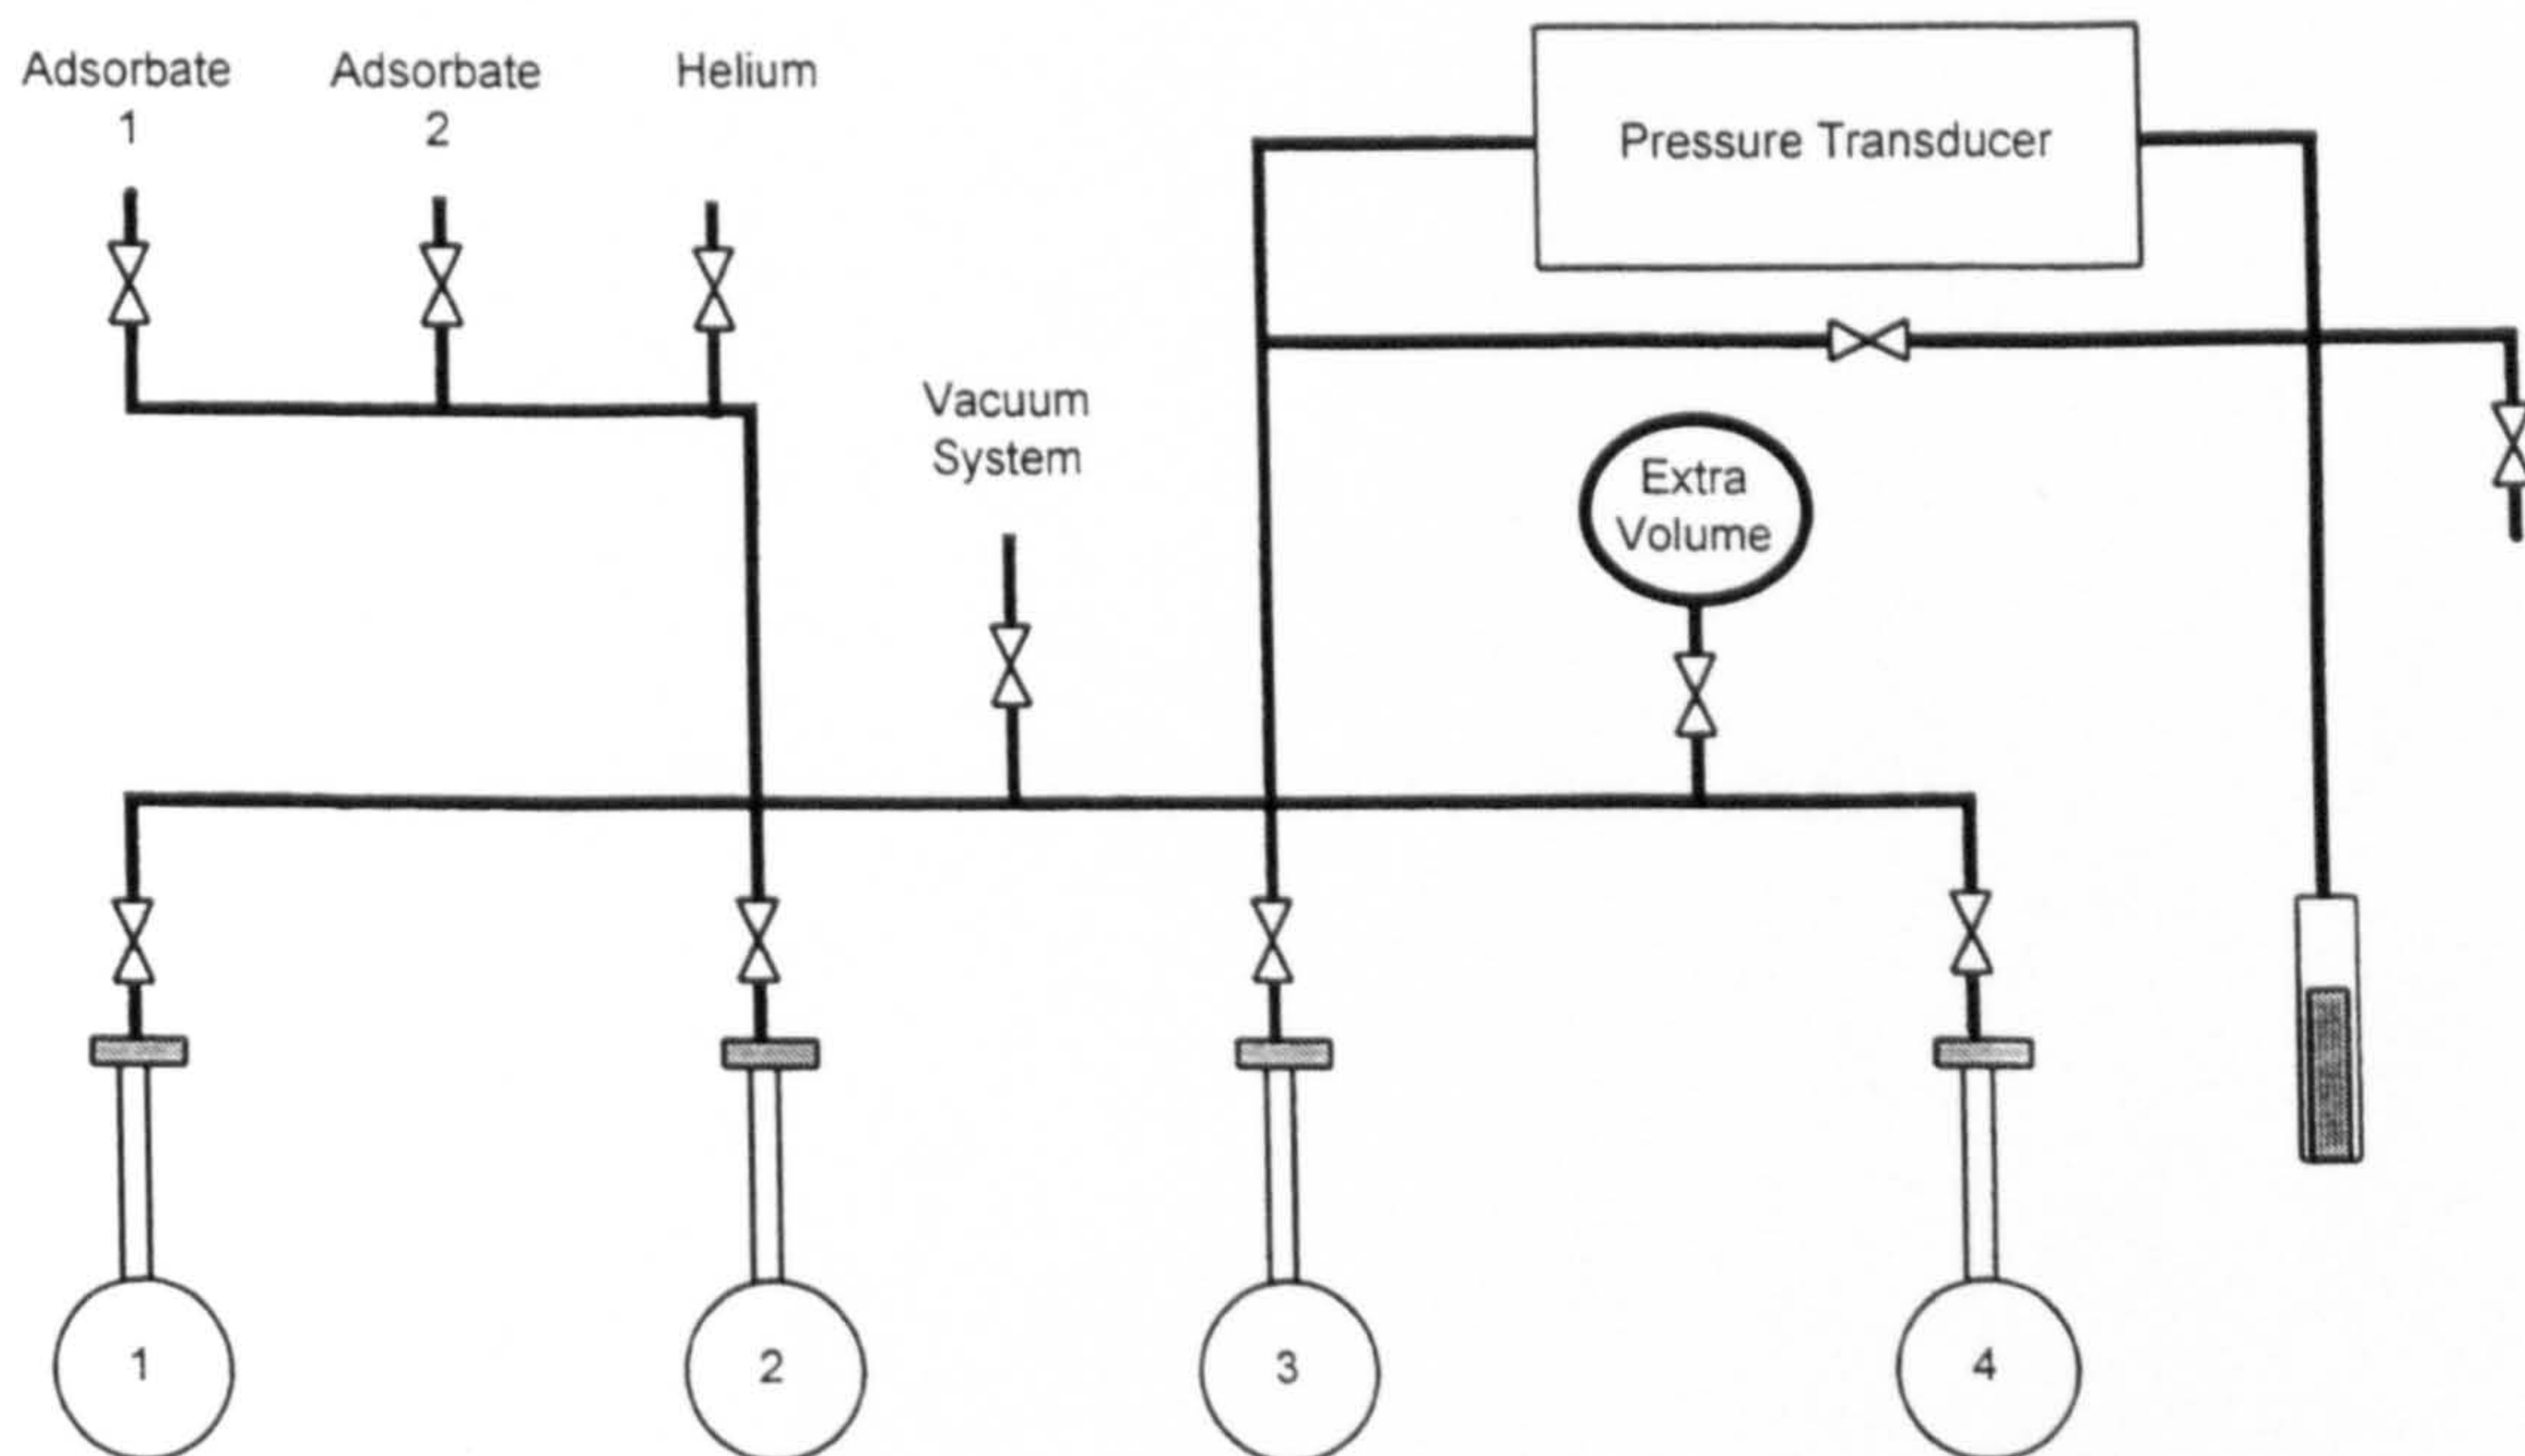 Adsorbate
1
Adsorbate
2
Helium
Pressure Transducer
Vacuum
System
Extra
Volume
1
2
3
4